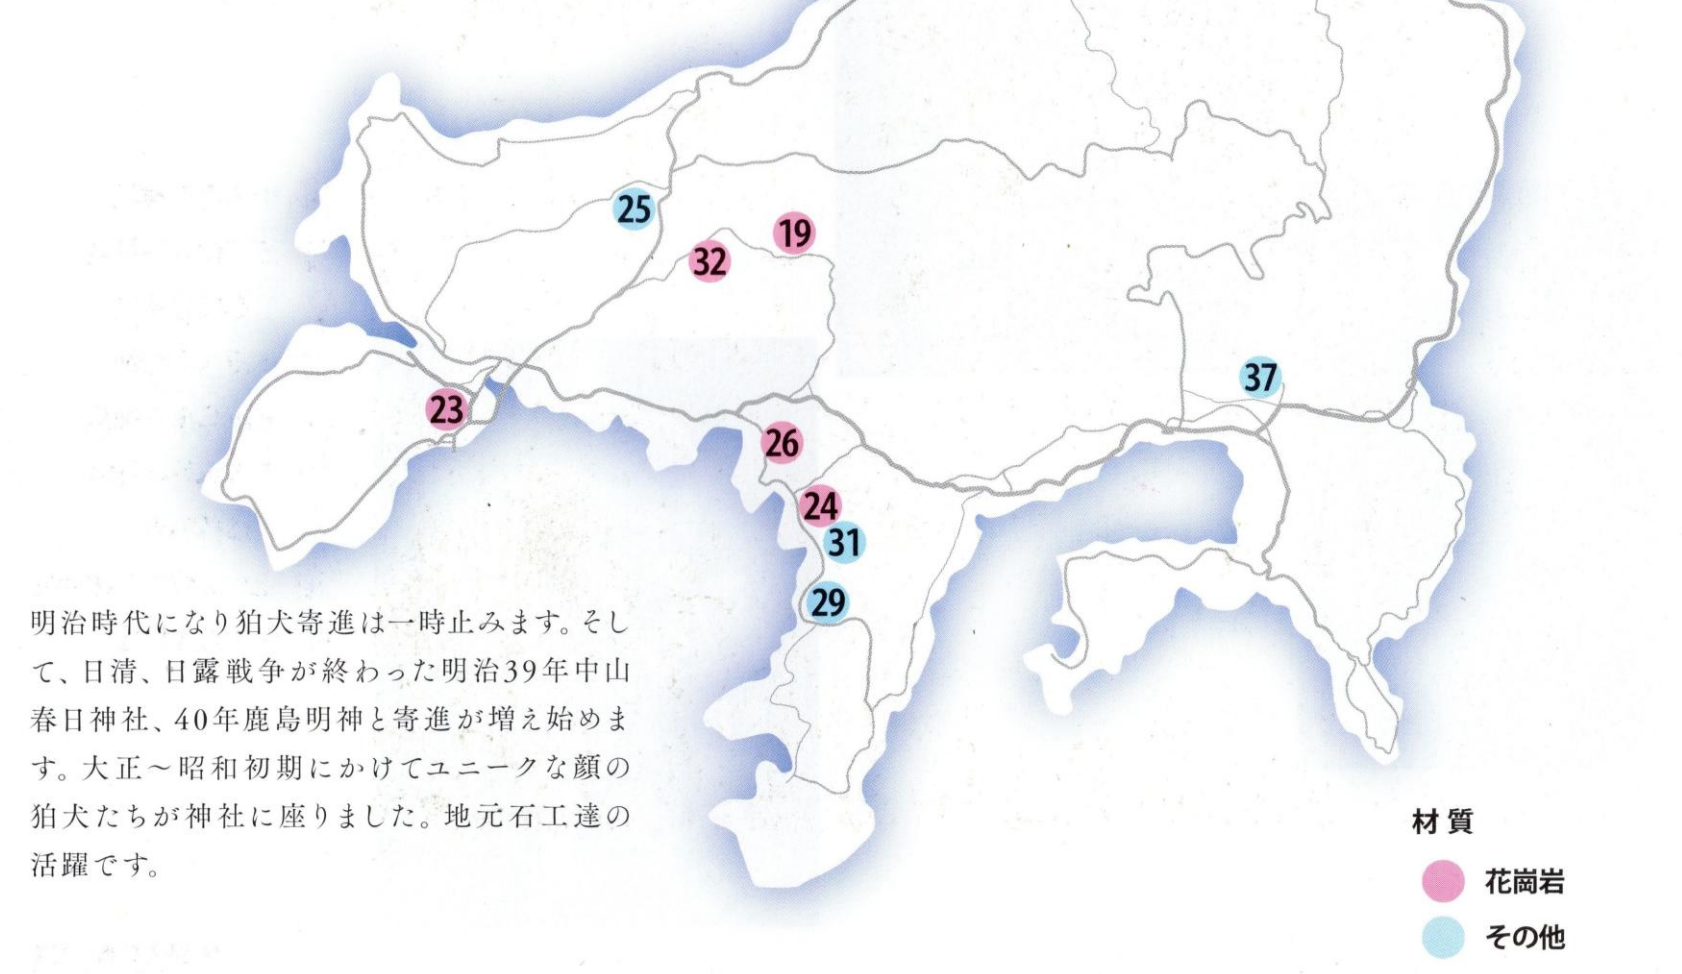 25
19
32
37
23
26
24
31
29
明治時代になり狛犬寄進は一時止みます。そし
て、日清、日露戦争が終わった明治39年中山
春日神社、40年鹿島明神と寄進が増え始めま
す。大正〜昭和初期にかけてユニークな顔の
狛犬たちが神社に座りました。地元石工達の
活躍です。
材質
花崗岩
その他